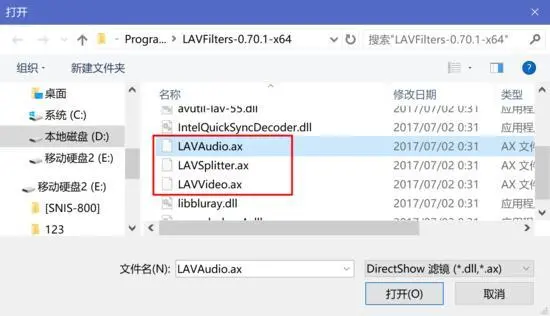 打开
Progra... > LAVFilters-0.70.1-x64
搜索"LAVFilters-0.70.1-x64"
组织 新建文件夹
名称 修改日期 类型
桌面
系统 (C:)
本地磁盘 (D:)
移动硬盘2 (E:)
移动硬盘2 (E:)
[SNIS-800]
123
avutil-lav-55.dll 2017/07/02 0:31 应用程
IntelQuickSyncDecoder.dll 2017/07/02 0:31 应用程
LAVAudio.ax 2017/07/02 0:31 AX 文
LAVSplitter.ax 2017/07/02 0:31 AX 文
LAVVideo.ax 2017/07/02 0:31 AX 文
libbluray.dll 2017/07/02 0:31 应用程
文件名(N): LAVAudio.ax DirectShow 滤镜 (*.dll,*.ax)
打开(O) 取消